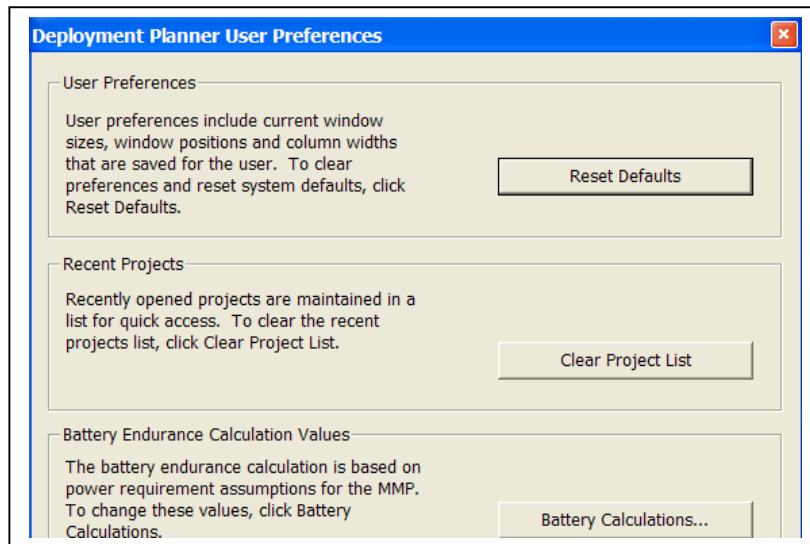 Deployment Planner User Preferences
User Preferences
User preferences include current window
sizes, window positions and column widths
that are saved for the user. To clear
preferences and reset system defaults, click
Reset Defaults.
Reset Defaults
Recent Projects
Recently opened projects are maintained in a
list for quick access. To clear the recent
projects list, click Clear Project List.
Clear Project List
Battery Endurance Calculation Values
The battery endurance calculation is based on
power requirement assumptions for the MMP.
To change these values, click Battery
Calculations.
Battery Calculations...